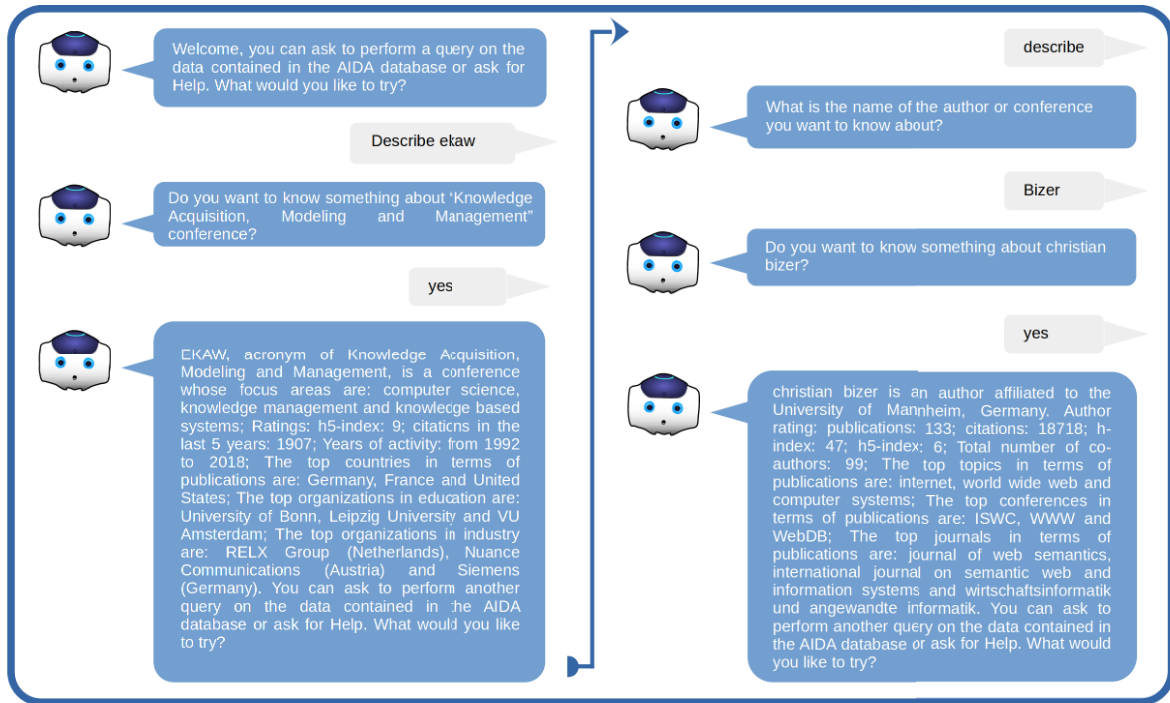 Welcome, you can ask to perform a query on the
data contained in the AIDA database or ask for
Help. What would you like to try?
Describe ekaw
Do you want to know something about ‘Knowledge
Acquisition, Modeling and Management”
conference?
yes
EKAW, acronym of Knowledge Acquisition,
Modeling and Management, is a conference
whose focus areas are: computer science,
knowledge management and knowledge based
systems; Ratings: h5-index: 9; citations in the
last 5 years: 1907; Years of activity: from 1992
to 2018; The top countries in terms of
publications are: Germany, France and United
States; The top organizations in education are:
University of Bonn, Leipzig University and VU
Amsterdam; The top organizations in industry
are: RELX Group (Netherlands), Nuance
Communications (Austria) and Siemens
(Germany). You can ask to perform another
query on the data contained in the AIDA
database or ask for Help. What would you like
to try?
describe
What is the name of the author or conference
you want to know about?
Bizer
Do you want to know something about christian
bizer?
yes
christian bizer is an author affiliated to the
University of Mannheim, Germany. Author
rating: publications: 133; citations: 18718; h-
index: 47; h5-index: 6; Total number of co-
authors: 99; The top topics in terms of
publications are: internet, world wide web and
computer systems; The top conferences in
terms of publications are: ISWC, WWW and
WebDB; The top journals in terms of
publications are: journal of web semantics,
international journal on semantic web and
information systems and wirtschaftsinformatik
und angewandte informatik. You can ask to
perform another query on the data contained in
the AIDA database or ask for Help. What would
you like to try?